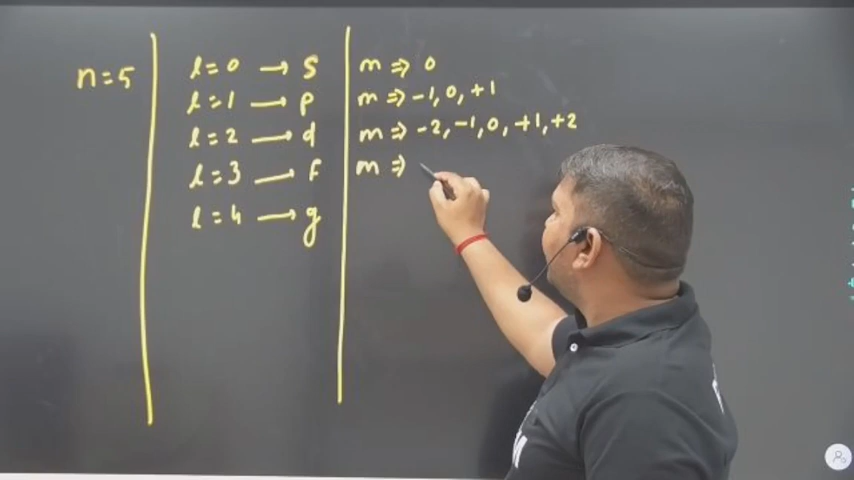 n=5
l=0 → S
l=1 → p
l=2 → d
l=3 → F
l=4 → g
m ⇒ 0
m ⇒ -1, 0, +1
m ⇒ -2, -1, 0, +1, +2
m ⇒